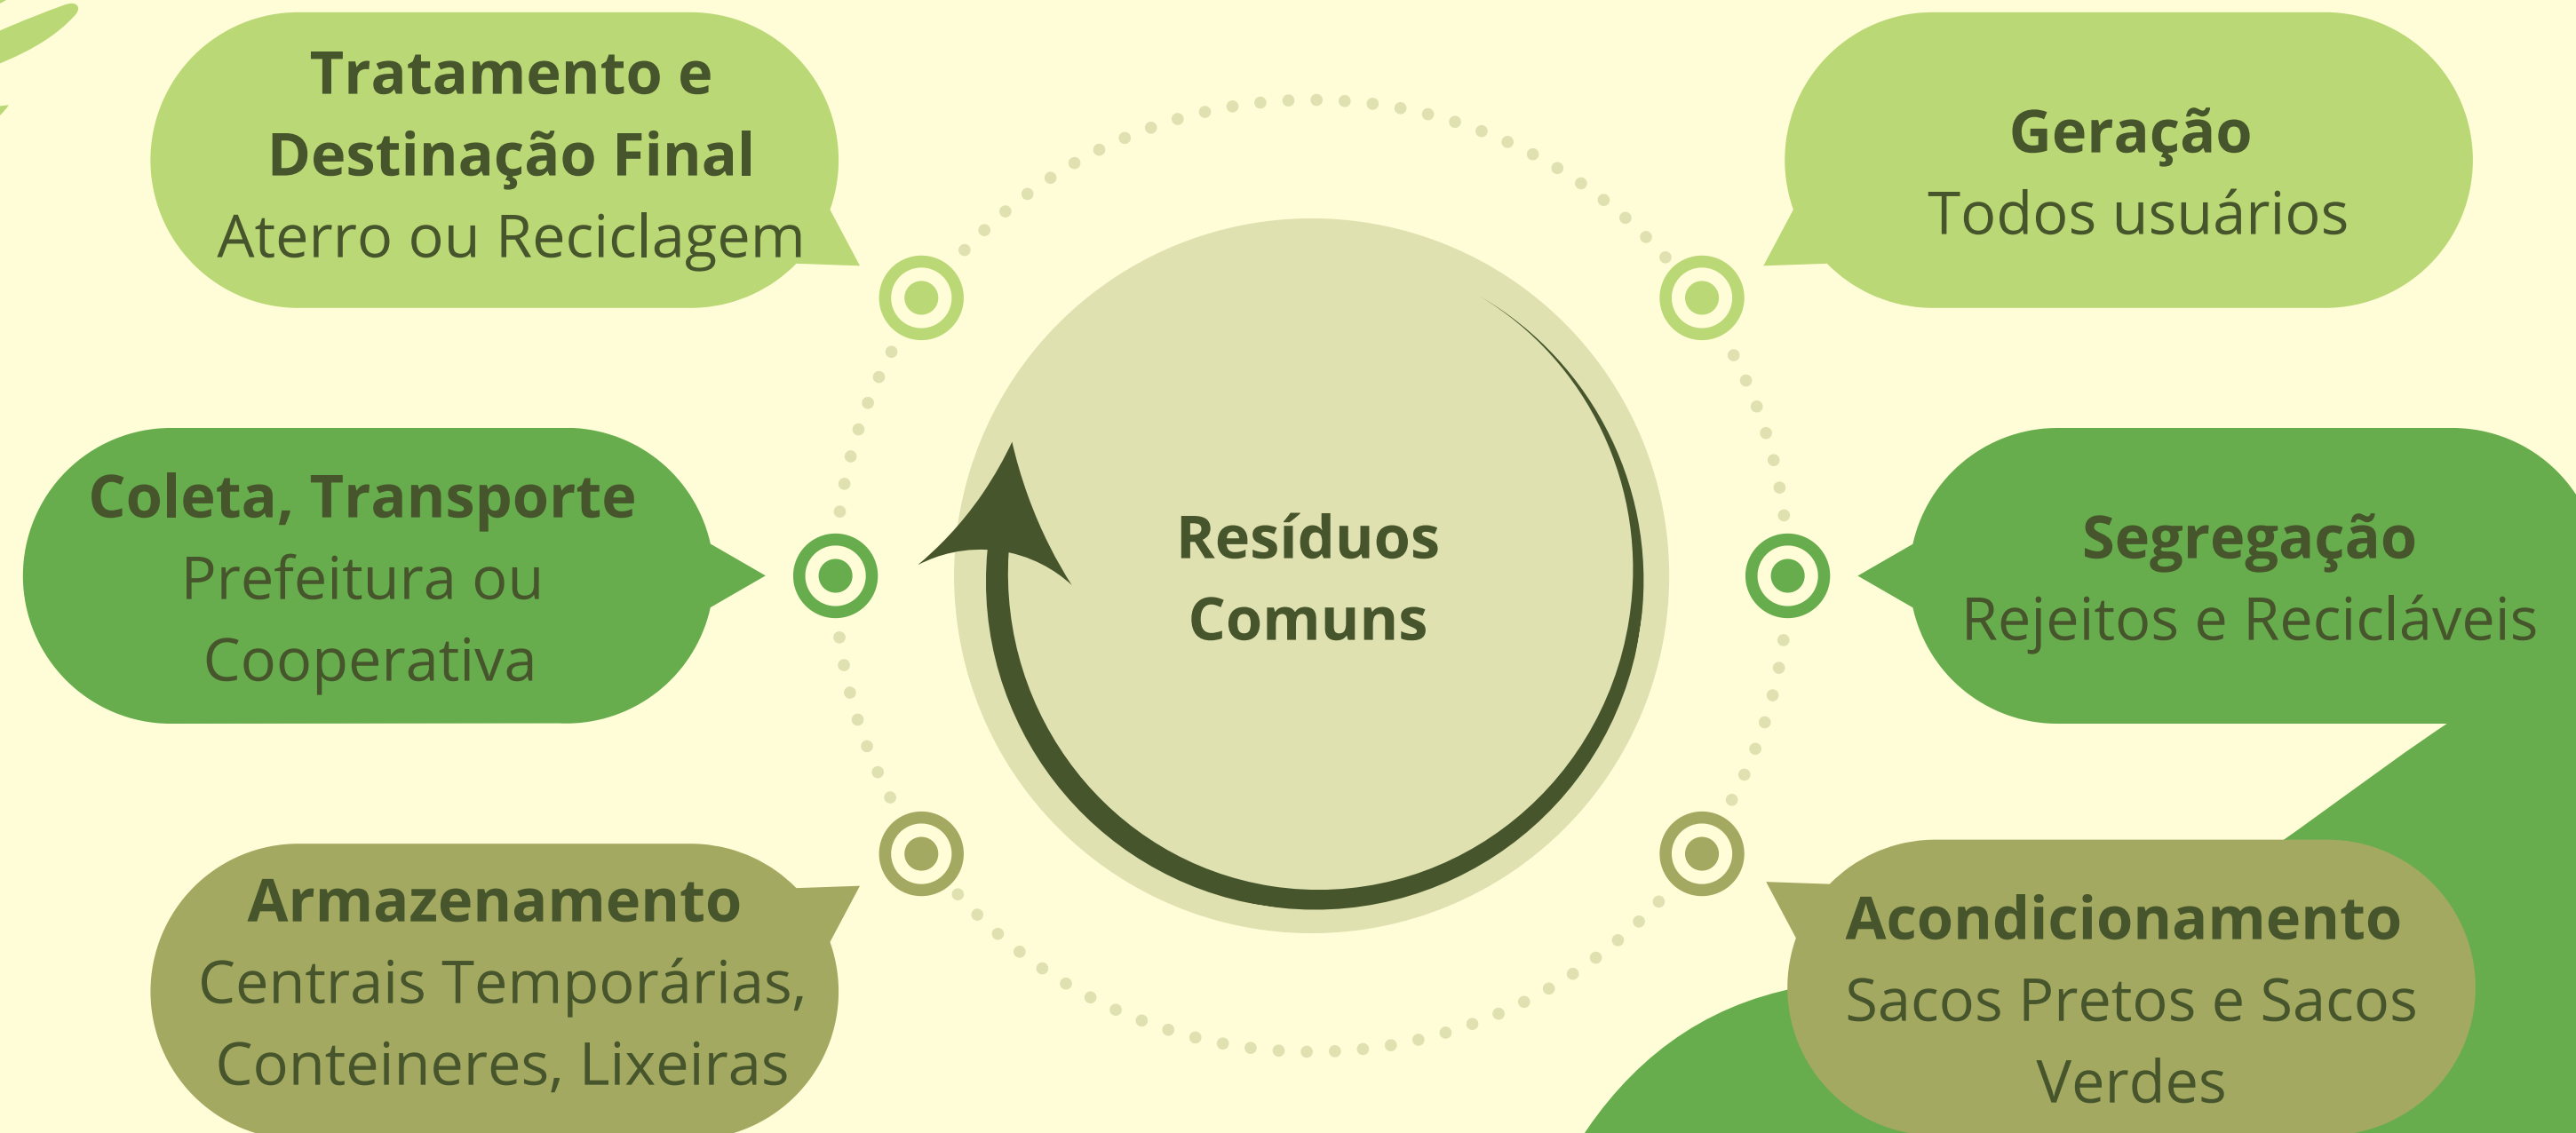 Tratamento e
Destinação Final
Aterro ou Reciclagem
Geração
Todos usuários
Coleta, Transporte
Prefeitura ou
Cooperativa
Resíduos
Comuns
Segregação
Rejeitos e Recicláveis
Armazenamento
Centrais Temporárias,
Conteineres, Lixeiras
Acondicionamento
Sacos Pretos e Sacos
Verdes